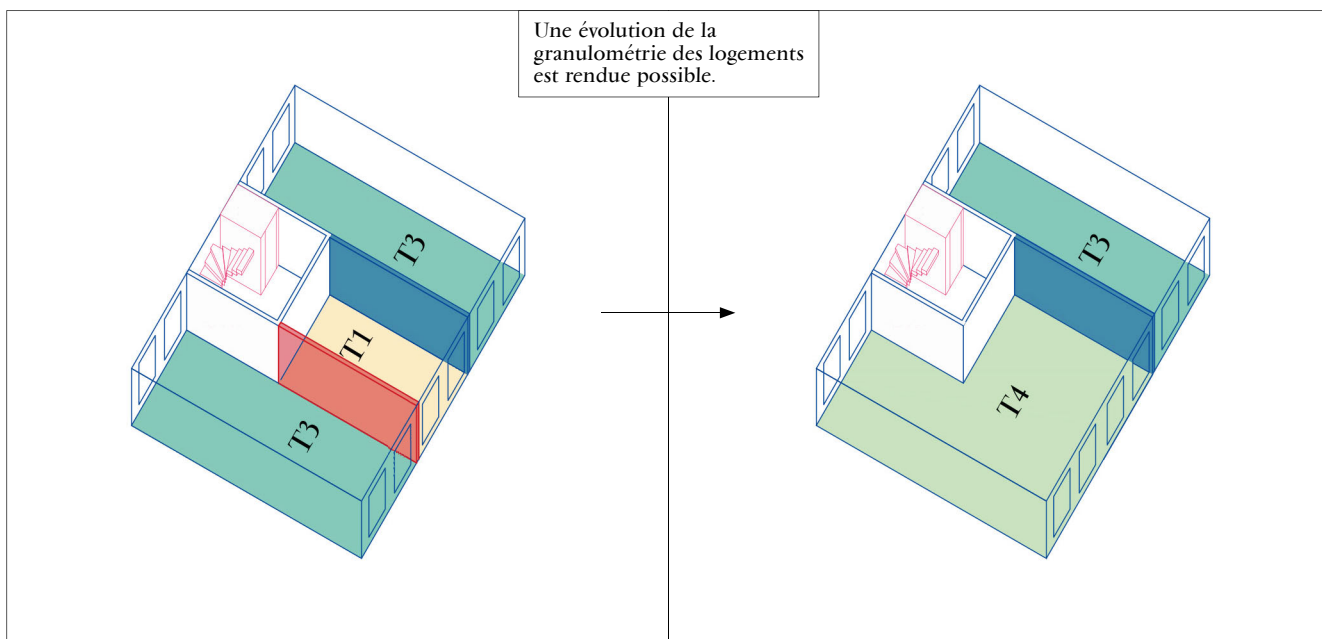 Une évolution de la
granulométrie des logements
est rendue possible.
T3
T1
T3
T3
T4